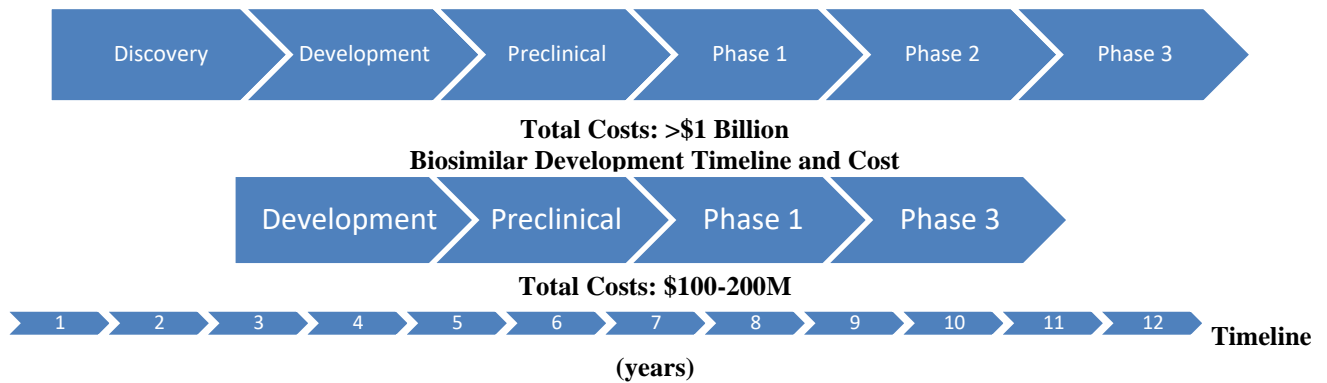 Discovery Development Preclinical Phase 1 Phase 2 Phase 3
Total Costs: >$1 Billion
Biosimilar Development Timeline and Cost
Development Preclinical Phase 1 Phase 3
Total Costs: $100-200M
1 2 3 4 5 6 7 8 9 10 11 12 Timeline
(years)